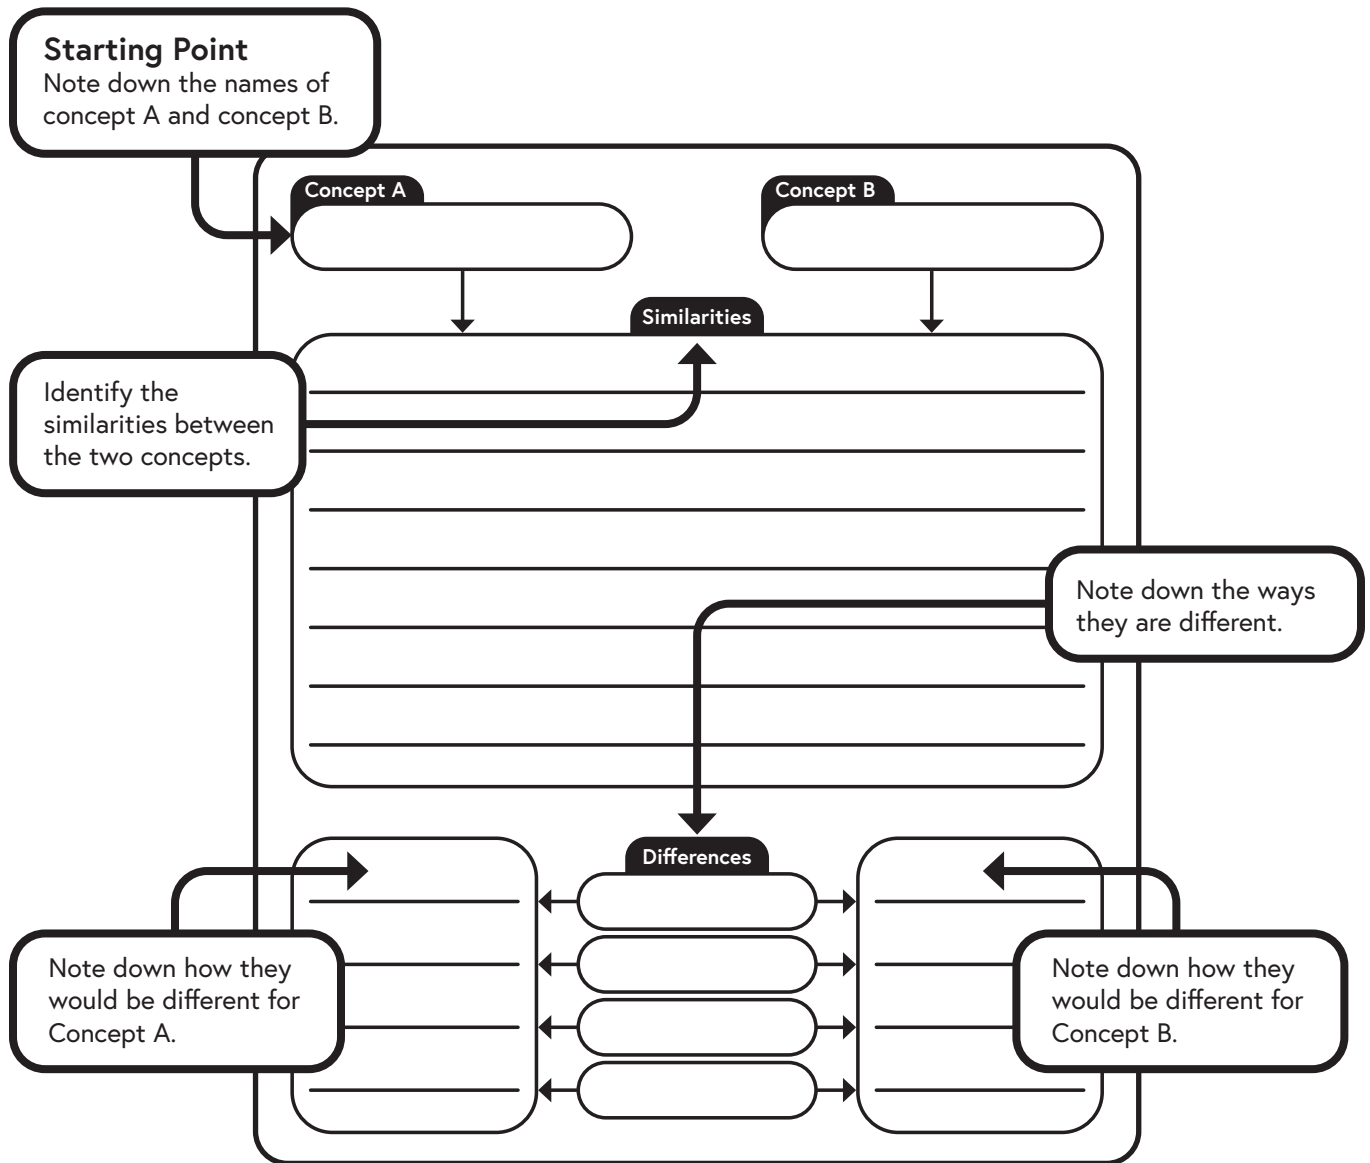 Starting Point
Note down the names of
concept A and concept B.
Concept A
Concept B
Similarities
Identify the
similarities between
the two concepts.
Note down the ways
they are different.
Differences
Note down how they
would be different for
Concept A.
Note down how they
would be different for
Concept B.